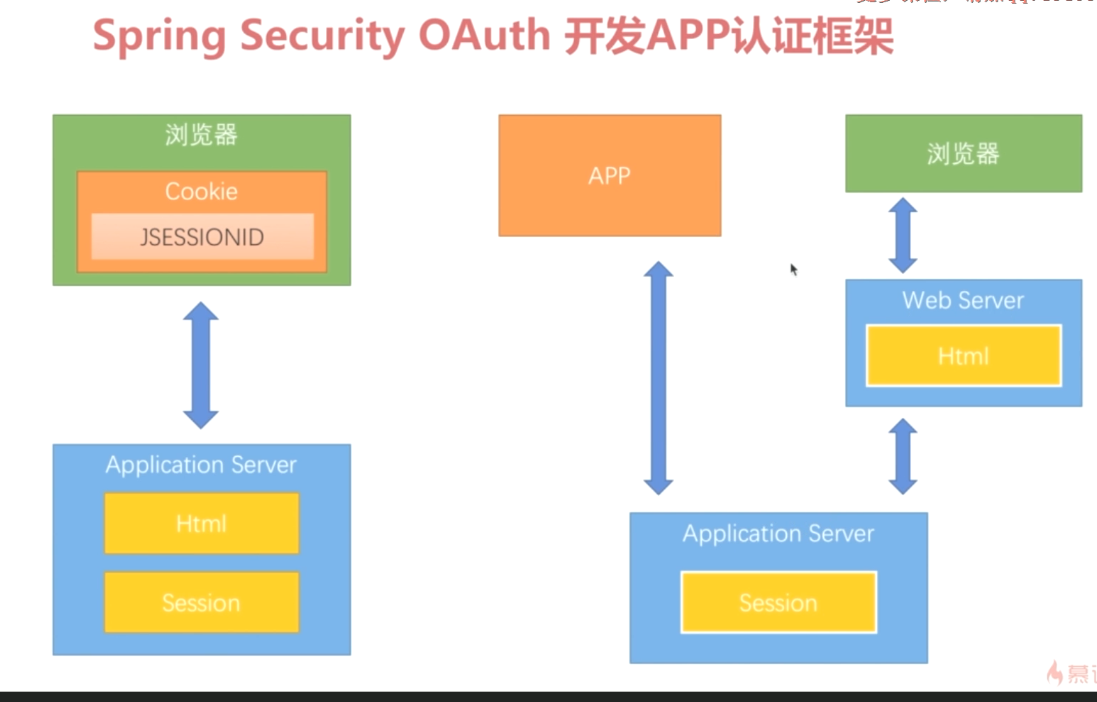 Spring Security OAuth 开发APP认证框架
浏览器
Cookie
JSESSIONID
Application Server
Html
Session
APP
浏览器
Web Server
Html
Application Server
Session